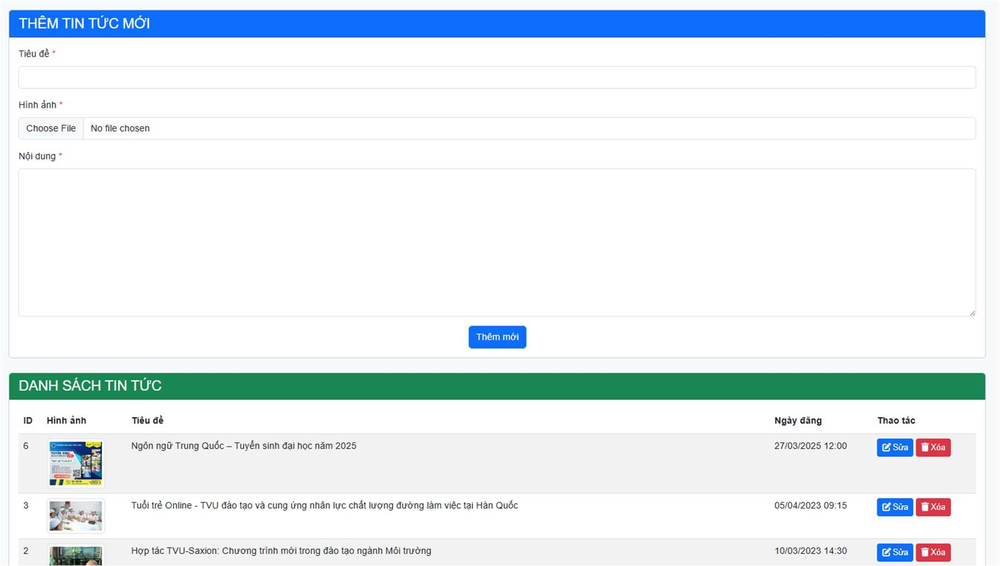 THÊM TIN TỨC MỚI
Tiêu đề *
Hình ảnh *
Choose File No file chosen
Nội dung *
Thêm mới
DANH SÁCH TIN TỨC
ID Hình ảnh Tiêu đề Ngày đăng Thao tác
6 Ngôn ngữ Trung Quốc – Tuyển sinh đại học năm 2025 27/03/2025 12:00 Sửa Xóa
TUYỂN SINH
3 Tuổi trẻ Online - TVU đào tạo và cung ứng nhân lực chất lượng đường làm việc tại Hàn Quốc 05/04/2023 09:15 Sửa Xóa
2 Hợp tác TVU-Saxion: Chương trình mới trong đào tạo ngành Môi trường 10/03/2023 14:30 Sửa Xóa